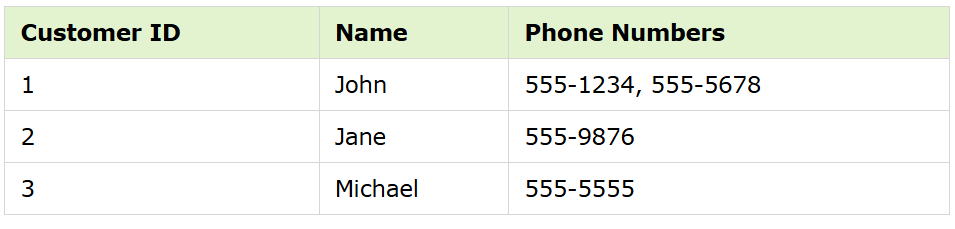 Customer ID Name Phone Numbers
1 John 555-1234, 555-5678
2 Jane 555-9876
3 Michael 555-5555